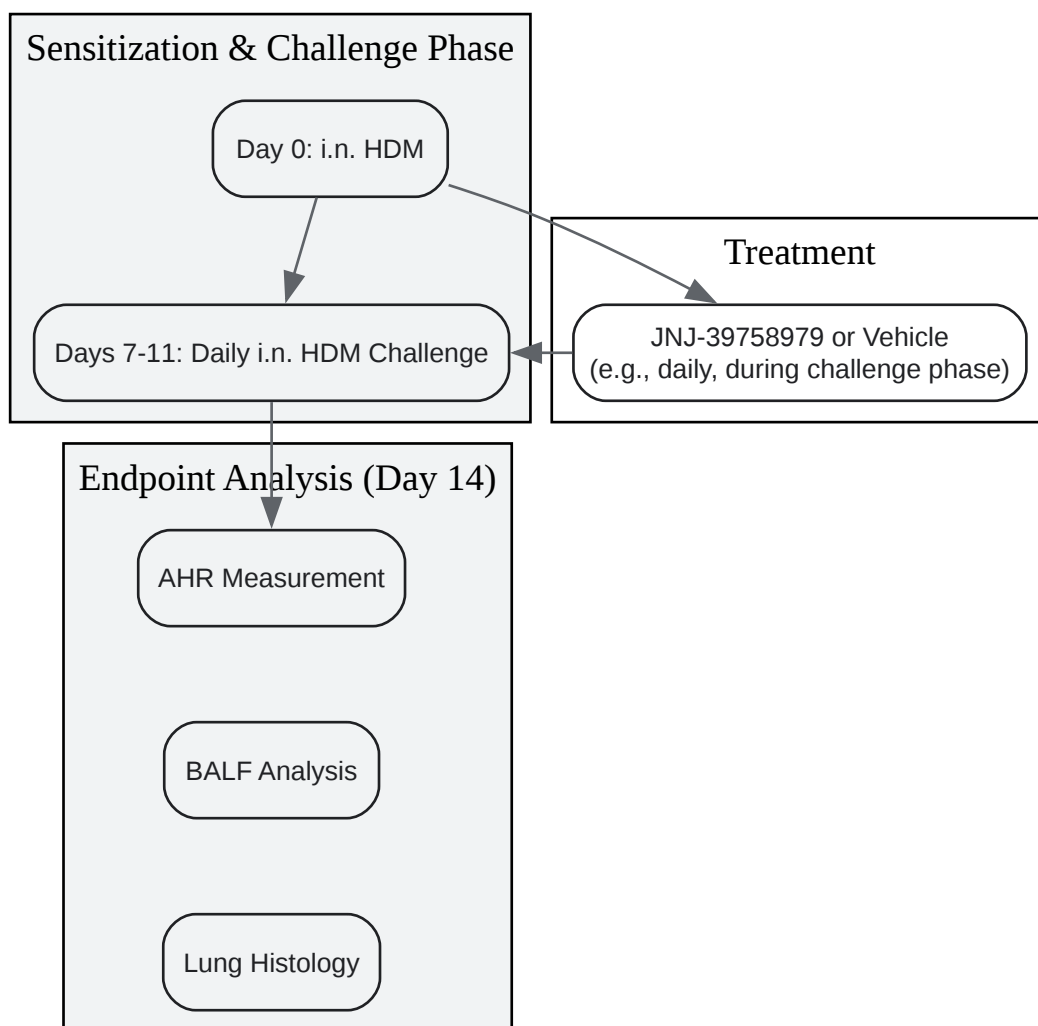 Sensitization & Challenge Phase
Day 0: i.n. HDM
Treatment
Days 7-11: Daily i.n. HDM Challenge
JNJ-39758979 or Vehicle
(e.g., daily, during challenge phase)
Endpoint Analysis (Day 14)
AHR Measurement
BALF Analysis
Lung Histology